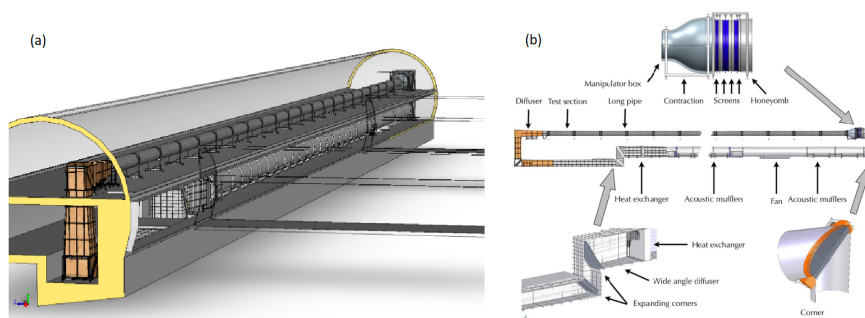 (a)
(b)
Manipulator box
Contraction
Screens
Honeyomb
Diffuser
Test section
Long pipe
Heat exchanger
Acoustic mufflers
Fan
Acoustic mufflers
Heat exchanger
Wide angle diffuser
Expanding corners
Corner